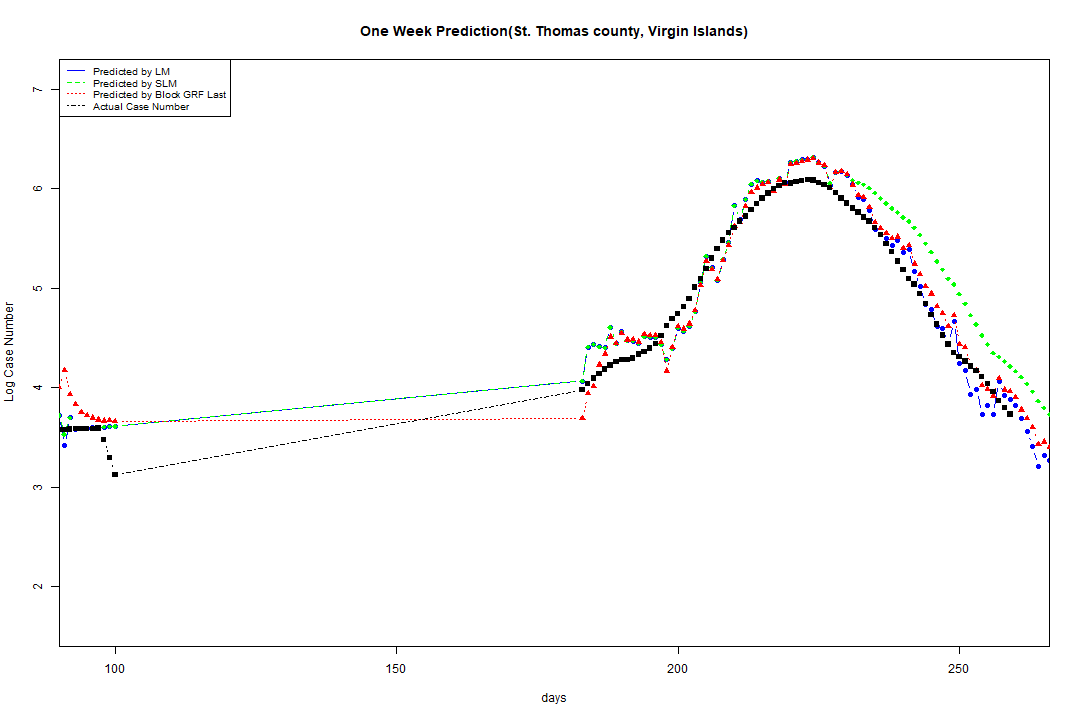 One Week Prediction(St. Thomas county, Virgin Islands)
Predicted by LM
Predicted by SLM
Predicted by Block GRF Last
Actual Case Number
7
6
5
4
3
2
Log Case Number
100
150
200
250
days